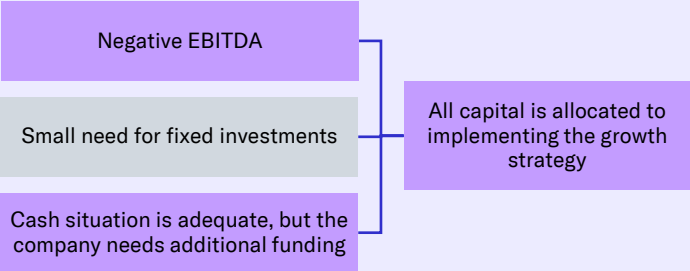 Negative EBITDA
Small need for fixed investments
Cash situation is adequate, but the
company needs additional funding
All capital is allocated to
implementing the growth
strategy